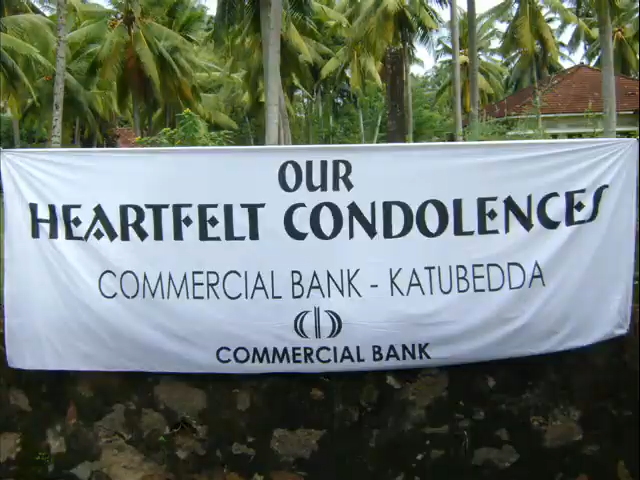 OUR
HEARTFELT CONDOLENCES
COMMERCIAL BANK - KATUBEDDA
COMMERCIAL BANK